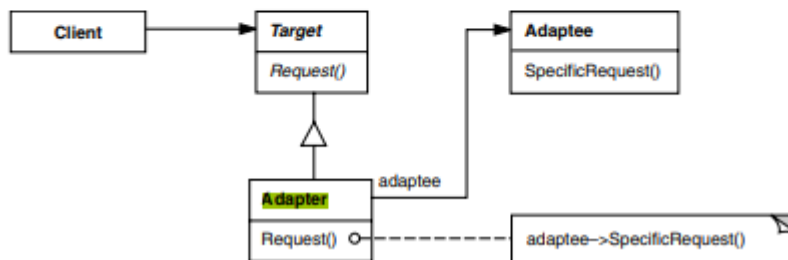 Client
Target
Request()
Adaptee
SpecificRequest()
adaptee
Adapter
Request()
adaptee–>SpecificRequest()